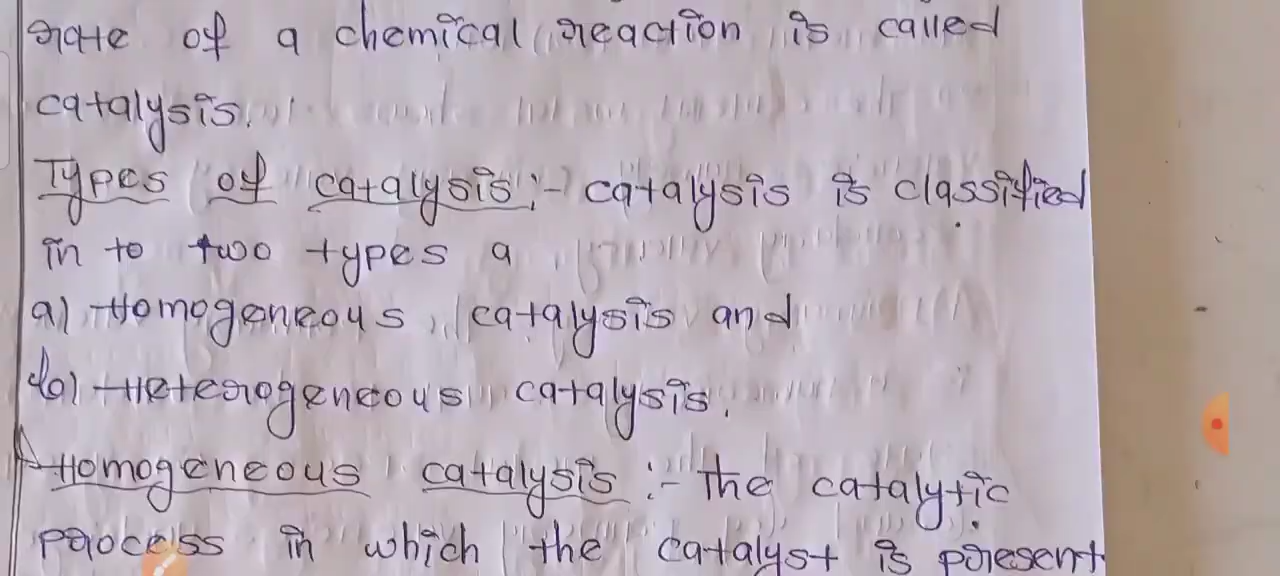 rate of a chemical reaction is called
catalysis.
Types of catalysis :- catalysis is classified
in to two types a
a) Homogeneous catalysis and
b) Heterogeneous catalysis.
Homogeneous catalysis :- The catalytic
process in which the catalyst is present